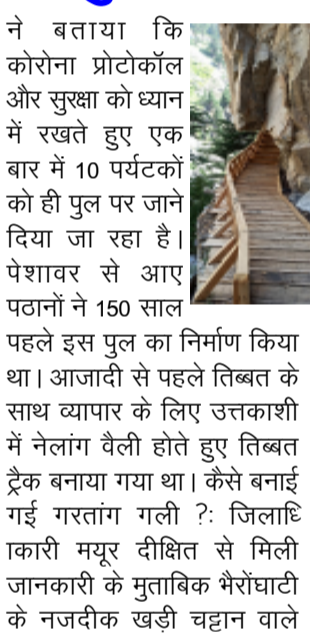 ने बताया कि
कोरोना प्रोटोकॉल
और सुरक्षा को ध्यान
में रखते हुए एक
बार में 10 पर्यटकों
को ही पुल पर जाने
दिया जा रहा है।
पेशावर से आए
पठानों ने 150 साल
पहले इस पुल का निर्माण किया
था। आजादी से पहले तिब्बत के
साथ व्यापार के लिए उत्तकाशी
में नेलांग वैली होते हुए तिब्बत
ट्रैक बनाया गया था। कैसे बनाई
गई गरतांग गली ?: जिलाधि
ाकारी मयूर दीक्षित से मिली
जानकारी के मुताबिक भैरोंघाटी
के नजदीक खड़ी चट्टान वाले